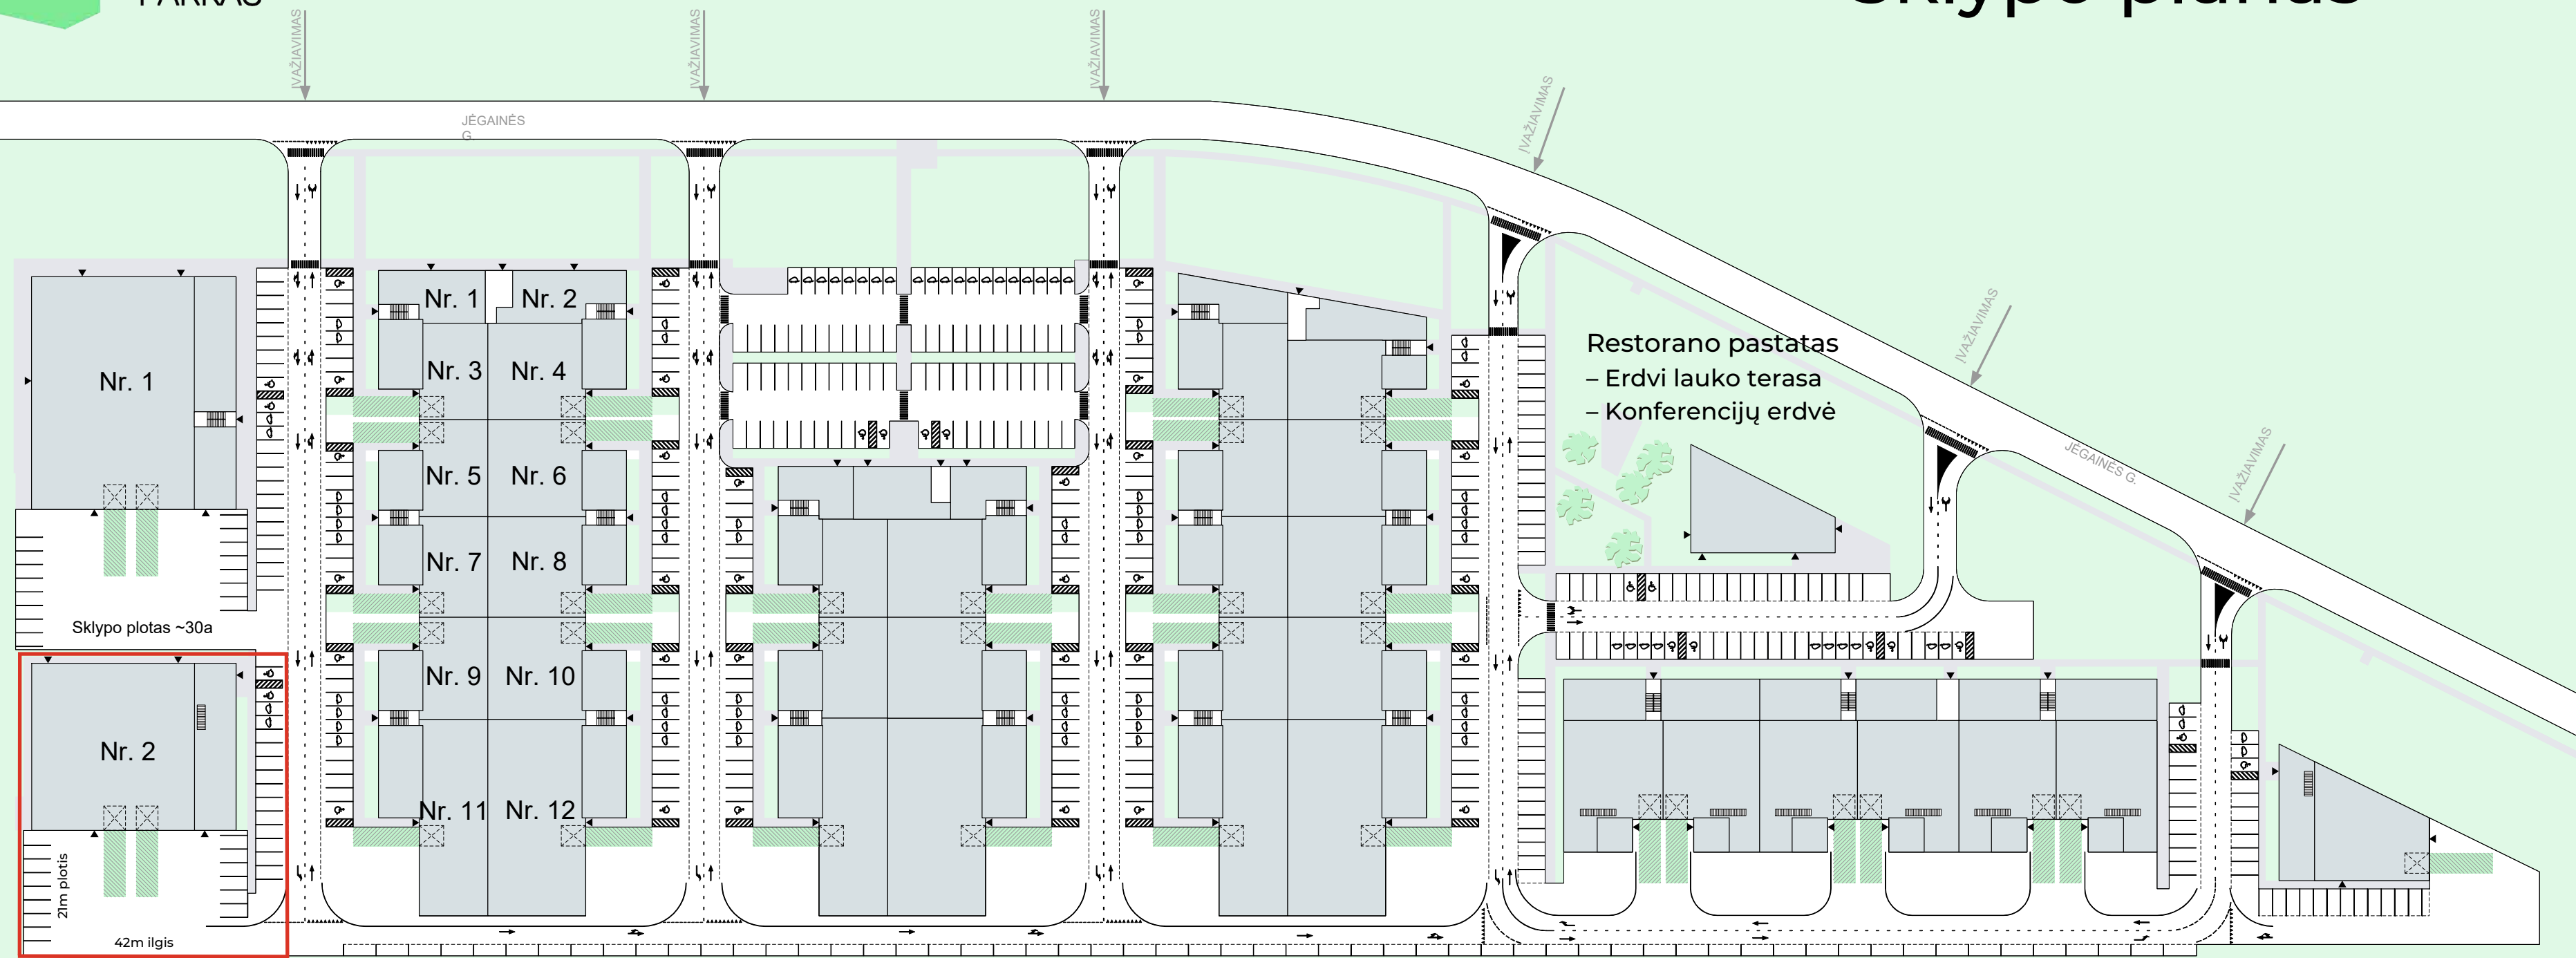 PARKAS
Sklypo planas
ĮVAŽIAVIMAS
ĮVAŽIAVIMAS
ĮVAŽIAVIMAS
ĮVAŽIAVIMAS
JĖGAINĖS
G.
Nr. 1
Nr. 2
Nr. 1
Nr. 3
Nr. 4
Restorano pastatas
– Erdvi lauko terasa
– Konferencijų erdvė
ĮVAŽIAVIMAS
JĖGAINĖS G.
ĮVAŽIAVIMAS
Nr. 5
Nr. 6
Nr. 7
Nr. 8
Sklypo plotas ~30a
Nr. 9
Nr. 10
Nr. 2
Nr. 11
Nr. 12
21m plotis
42m ilgis